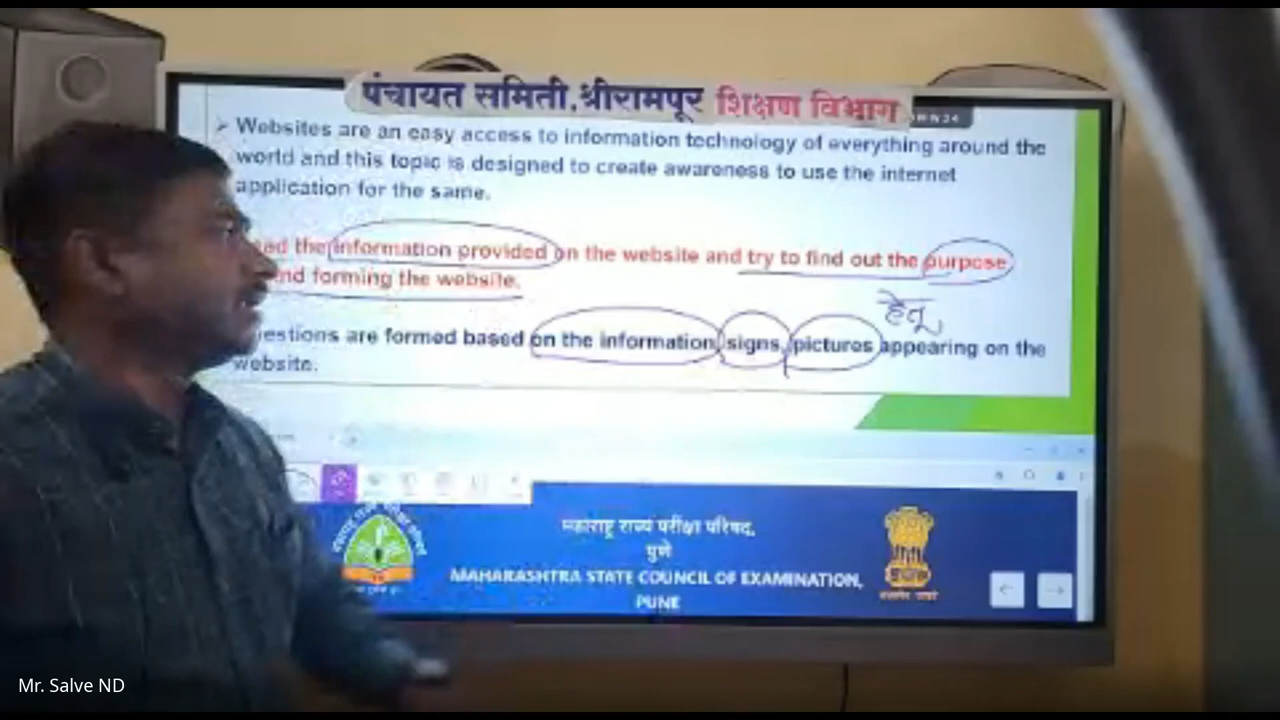 पंचायत समिती.श्रीरामपूर शिक्षण विभाग
➢ Websites are an easy access to information technology of everything around the
world and this topic is designed to create awareness to use the internet
application for the same.
the information provided on the website and try to find out the purpose
forming the website.
हेतू
are formed based on the information, signs, pictures appearing on the
website.
महाराष्ट्र राज्य परीक्षा परिषद,
पुणे
MAHARASHTRA STATE COUNCIL OF EXAMINATION,
PUNE
Mr. Salve ND